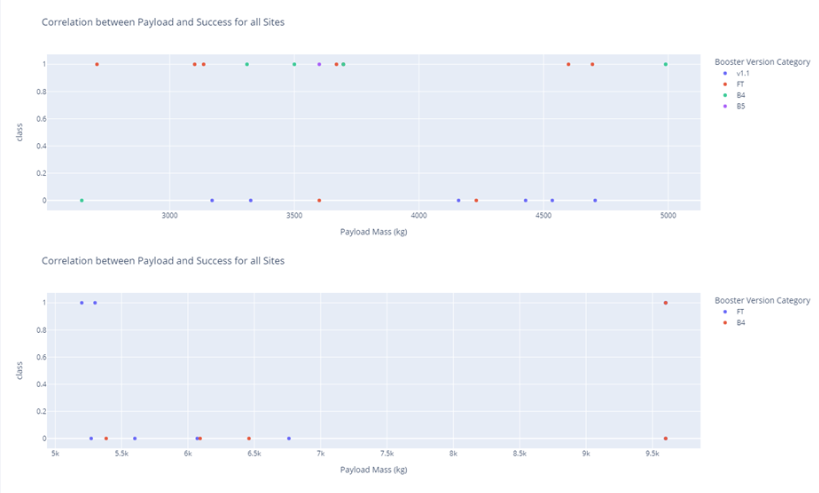 Correlation between Payload and Success for all Sites
Booster Version Category
v1.1
FT
B4
B5
class
1
0.8
0.6
0.4
0.2
0
3000 3500 4000 4500 5000
Payload Mass (kg)
Correlation between Payload and Success for all Sites
Booster Version Category
FT
B4
class
1
0.8
0.6
0.4
0.2
0
5k 5.5k 6k 6.5k 7k 7.5k 8k 8.5k 9k 9.5k
Payload Mass (kg)